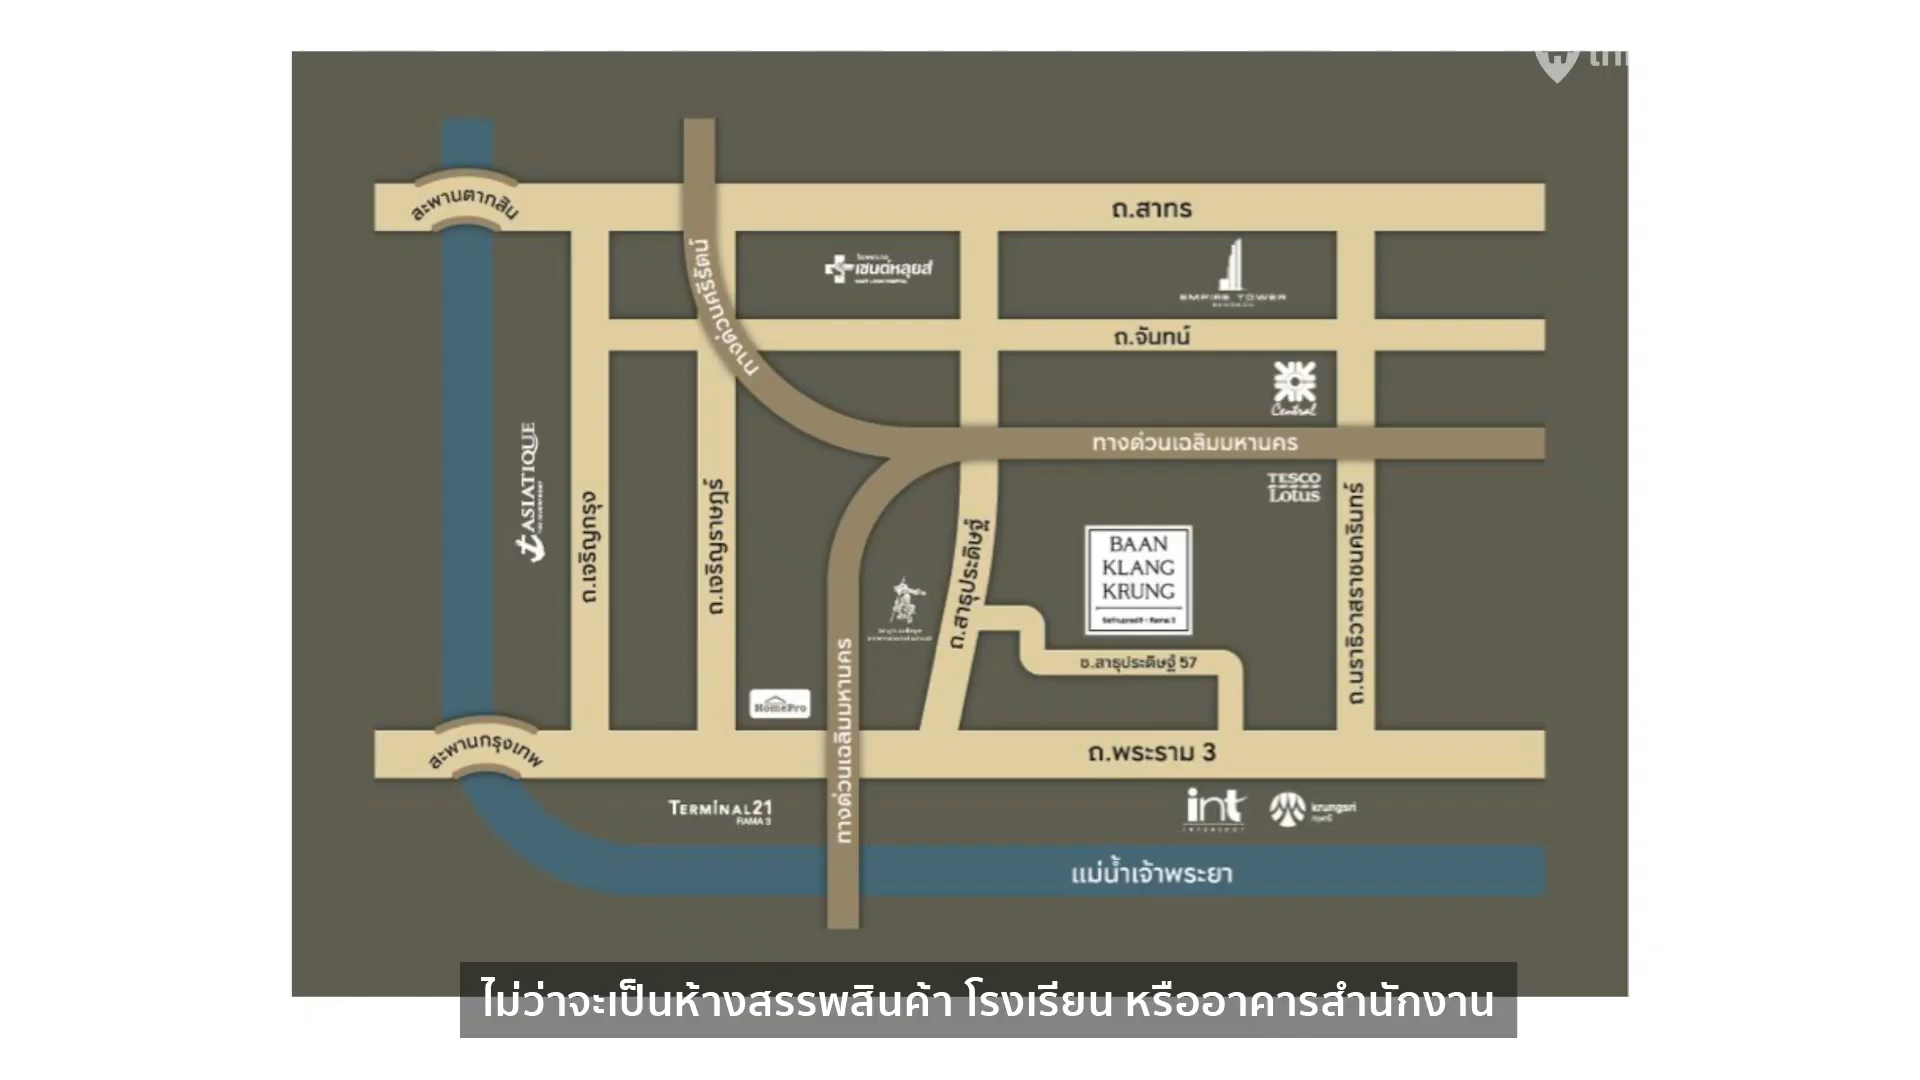 สะพานตากสิน
ถ.สาทร
ทางด่วนศรีรัตน์
เซนต์หลุยส์
EMPIRE TOWER
ถ.จันทน์
Central
ทางด่วนเฉลิมมหานคร
ASIATIQUE
ถ.เจริญกรุง
ถ.เจริญราษฎร์
ถ.สาธุประดิษฐ์
TESCO
Lotus
BAAN
KLANG
KRUNG
Sathupradit - Rama 3
ถ.นราธิวาสราชนครินทร์
ซ.สาธุประดิษฐ์ 57
HomePro
ทางด่วนเฉลิมมหานคร
สะพานกรุงเทพ
ถ.พระราม 3
TERMINAL21
RAMA 3
int
krungsri
กรุงศรี
แม่น้ำเจ้าพระยา
ไม่ว่าจะเป็นห้างสรรพสินค้า โรงเรียน หรืออาคารสำนักงาน